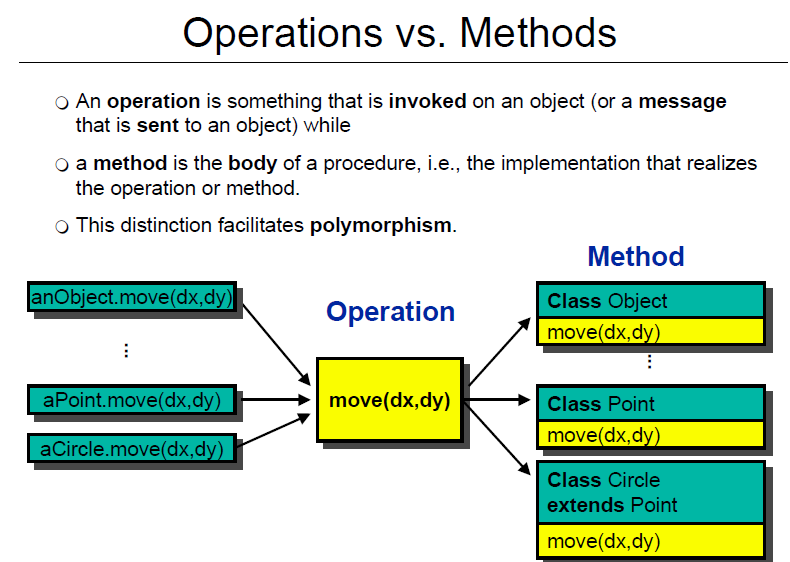 Operations vs. Methods
An operation is something that is invoked on an object (or a message
that is sent to an object) while
a method is the body of a procedure, i.e., the implementation that realizes
the operation or method.
This distinction facilitates polymorphism.
Method
anObject.move(dx,dy)
Operation
Class Object
move(dx,dy)
...
...
aPoint.move(dx,dy)
move(dx,dy)
Class Point
move(dx,dy)
aCircle.move(dx,dy)
Class Circle
extends Point
move(dx,dy)